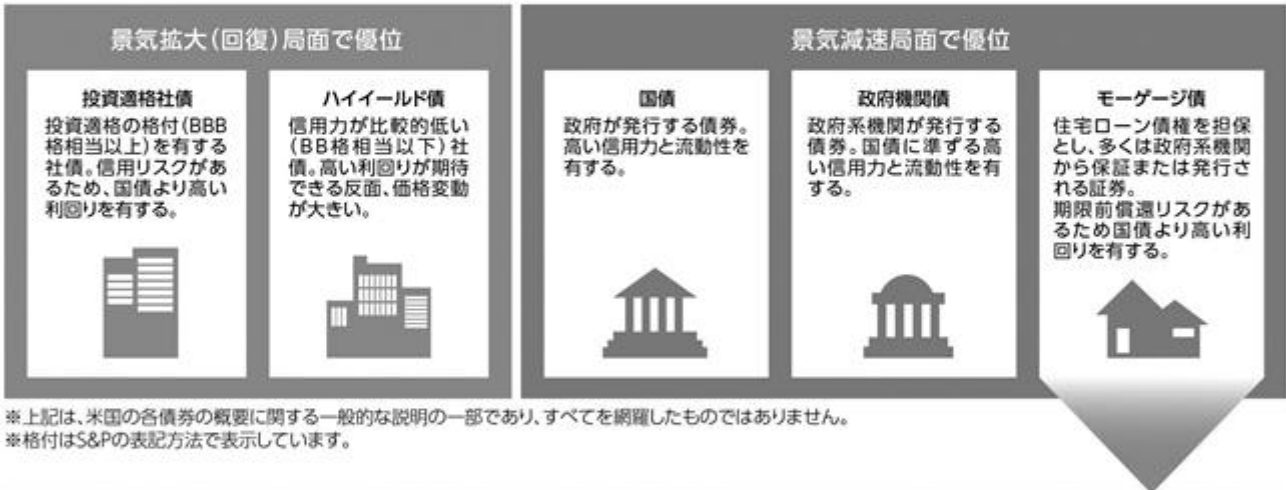 景気拡大(回復)局面で優位
投資適格社債
投資適格の格付(BBB
格相当以上)を有する
社債。信用リスクがあ
るため、国債より高い
利回りを有する。
ハイイールド債
信用力が比較的低い
(BB格相当以下)社
債。高い利回りが期待
できる反面、価格変動
が大きい。
景気減速局面で優位
国債
政府が発行する債券。
高い信用力と流動性を
有する。
政府機関債
政府系機関が発行する
債券。国債に準ずる高
い信用力と流動性を有
する。
モーゲージ債
住宅ローン債権を担保
とし、多くは政府系機関
から保証または発行さ
れる証券。
期限前償還リスクがあ
るため国債より高い利
回りを有する。
※上記は、米国の各債券の概要に関する一般的な説明の一部であり、すべてを網羅したものではありません。
※格付はS&Pの表記方法で表示しています。